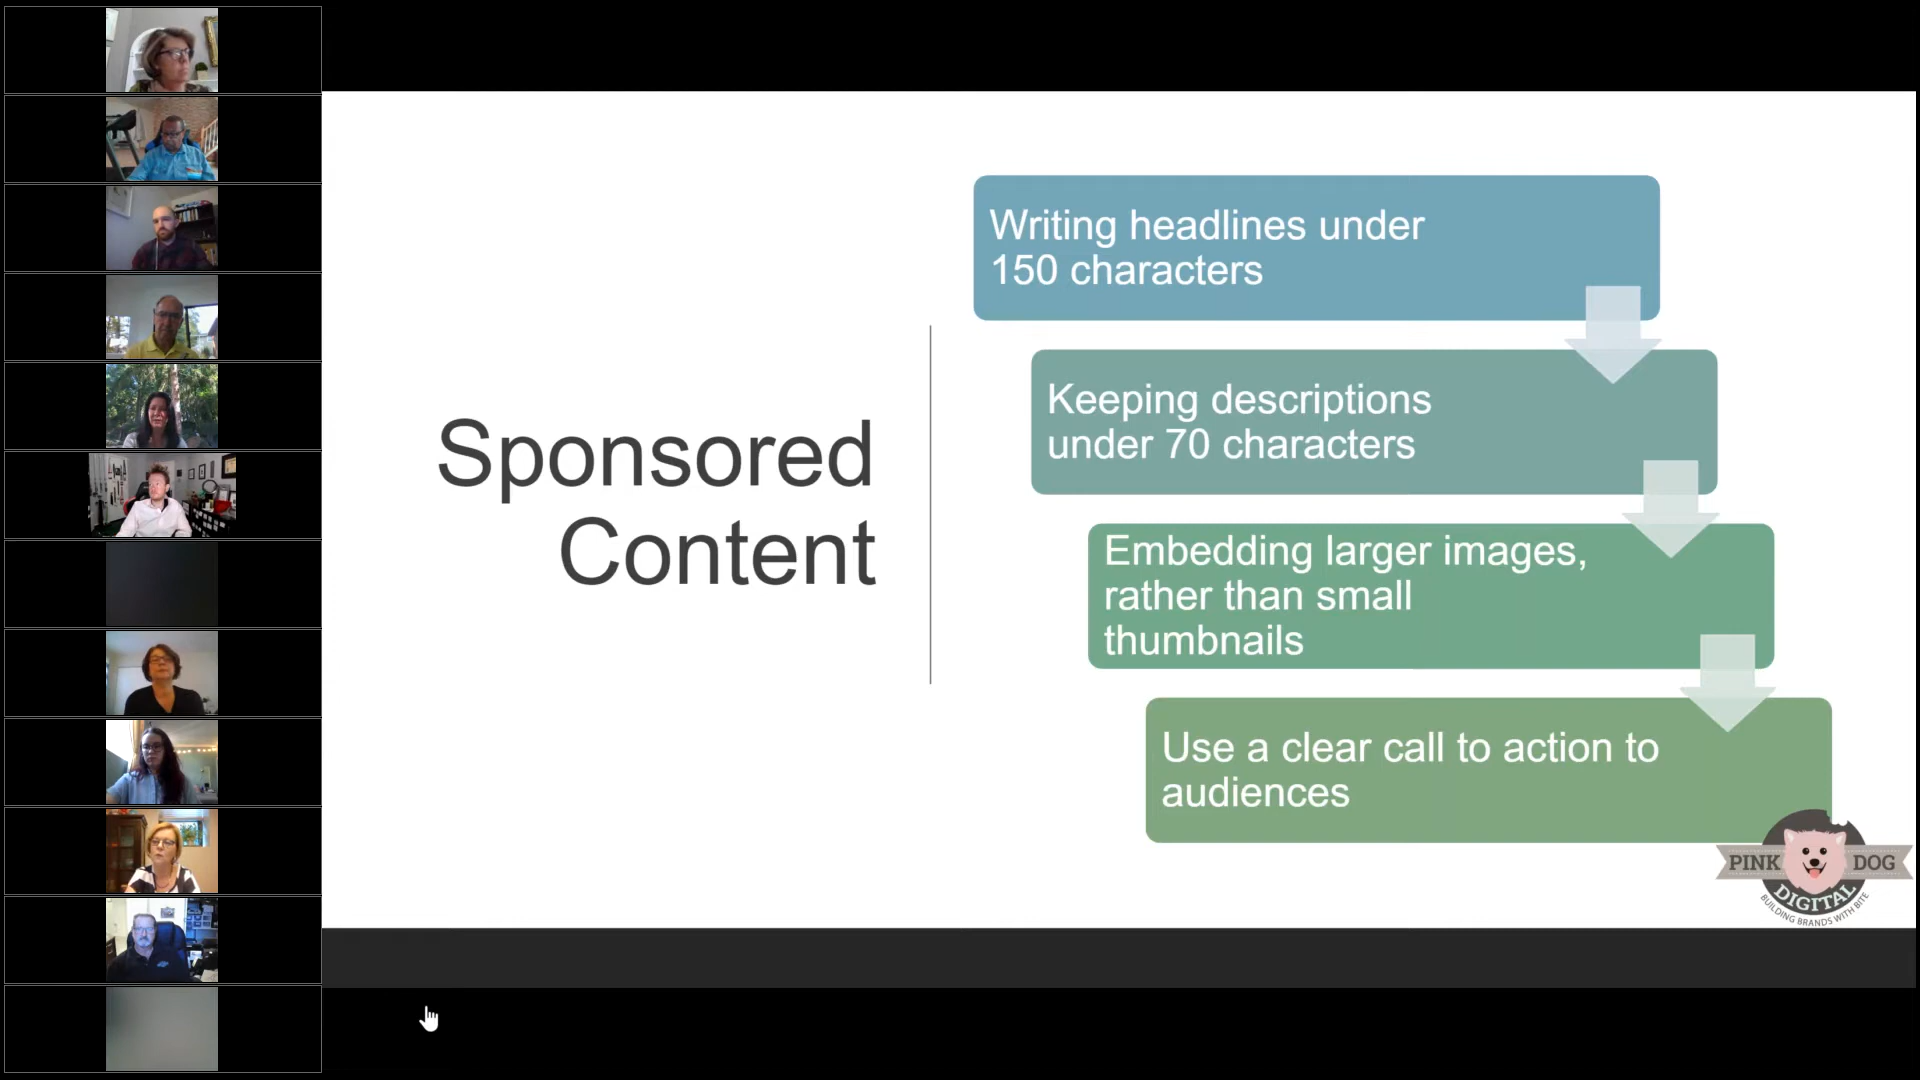 Sponsored
Content
Writing headlines under
150 characters
Keeping descriptions
under 70 characters
Embedding larger images,
rather than small
thumbnails
Use a clear call to action to
audiences
PINK DOG
DIGITAL
BUILDING BRANDS WITH BITE